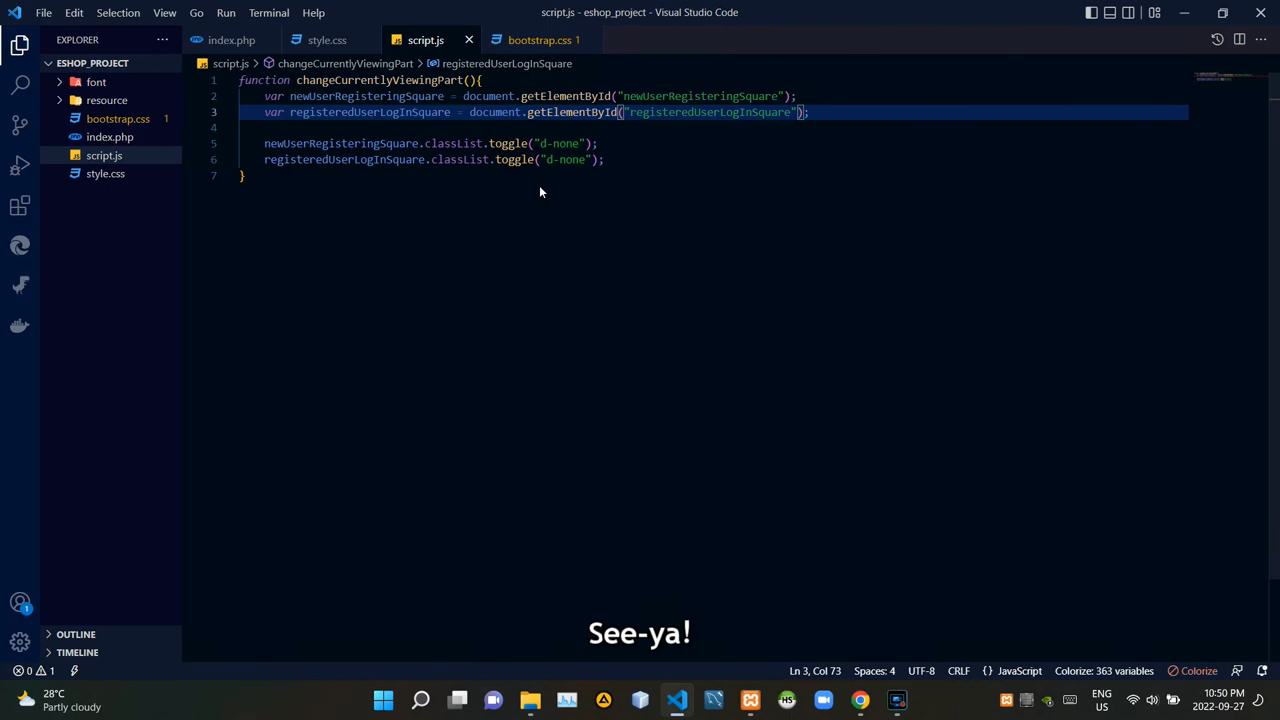 File Edit Selection View Go Run Terminal Help
script.js - eshop_project - Visual Studio Code
EXPLORER
index.php
style.css
script.js
bootstrap.css 1
ESHOP_PROJECT
font
resource
bootstrap.css 1
index.php
script.js
style.css
script.js > changeCurrentlyViewingPart > registeredUserLogInSquare
1 function changeCurrentlyViewingPart(){
2 var newUserRegisteringSquare = document.getElementById("newUserRegisteringSquare");
3 var registeredUserLogInSquare = document.getElementById("registeredUserLogInSquare");
4
5 newUserRegisteringSquare.classList.toggle("d-none");
6 registeredUserLogInSquare.classList.toggle("d-none");
7 }
See-ya!
1
OUTLINE
TIMELINE
0 1
Ln 3, Col 73 Spaces: 4 UTF-8 CRLF {} JavaScript Colorize: 363 variables Colorize
28°C
Partly cloudy
HS
ENG
US
10:50 PM
2022-09-27